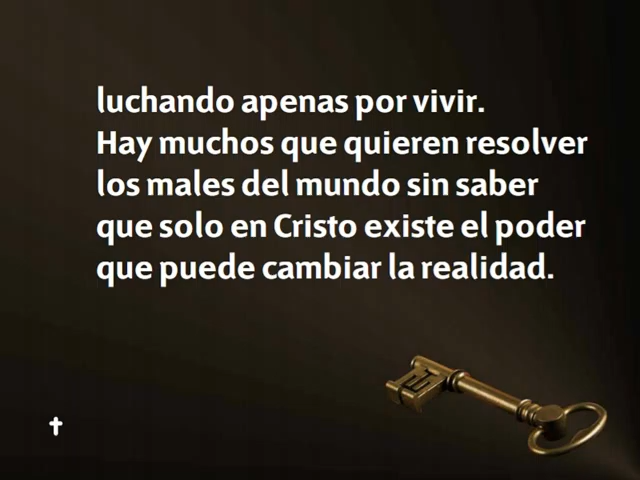 luchando apenas por vivir.
Hay muchos que quieren resolver
los males del mundo sin saber
que solo en Cristo existe el poder
que puede cambiar la realidad.